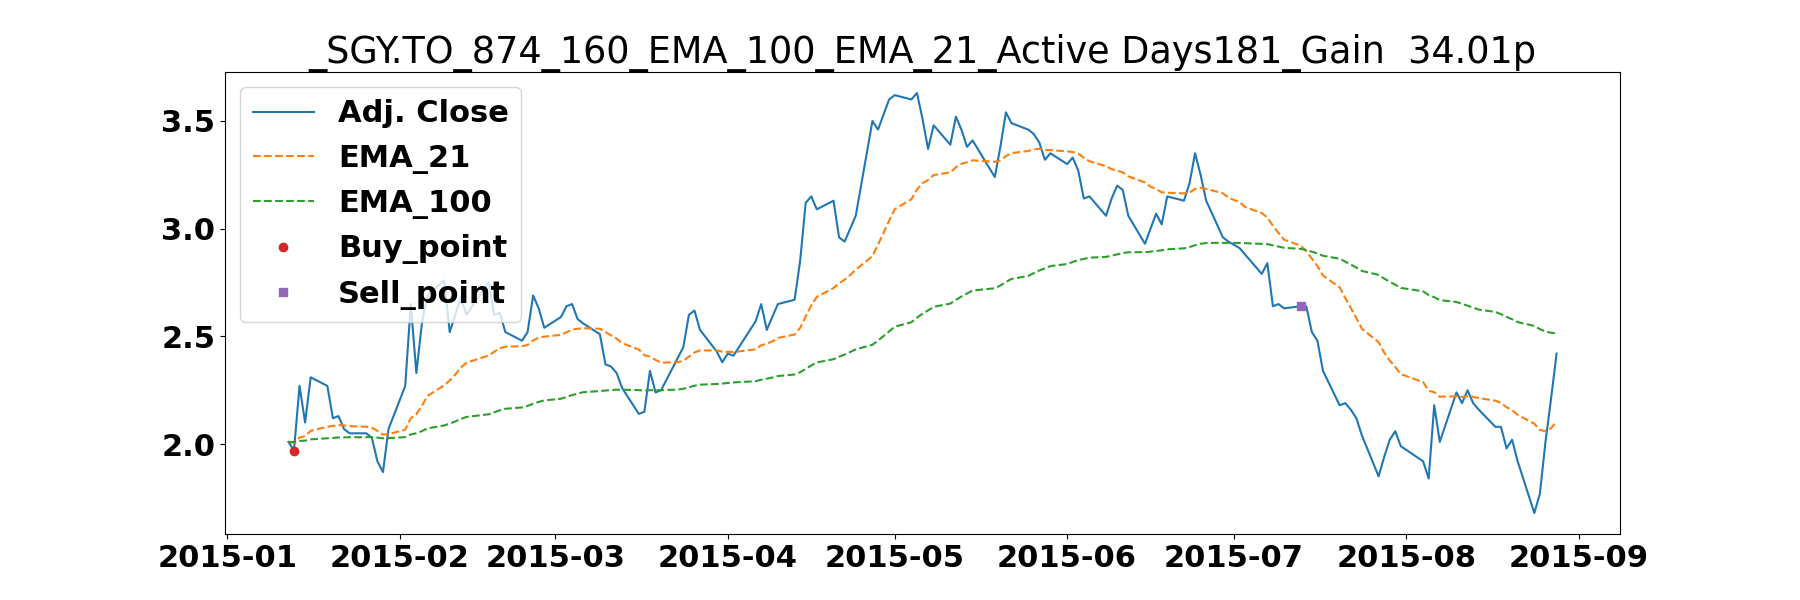 _SGY.TO_874_160_EMA_100_EMA_21_Active Days181_Gain  34.01p
Adj. Close
EMA_21
EMA_100
Buy_point
Sell_point
3.5
3.0
2.5
2.0
2015-01 2015-02 2015-03 2015-04 2015-05 2015-06 2015-07 2015-08 2015-09